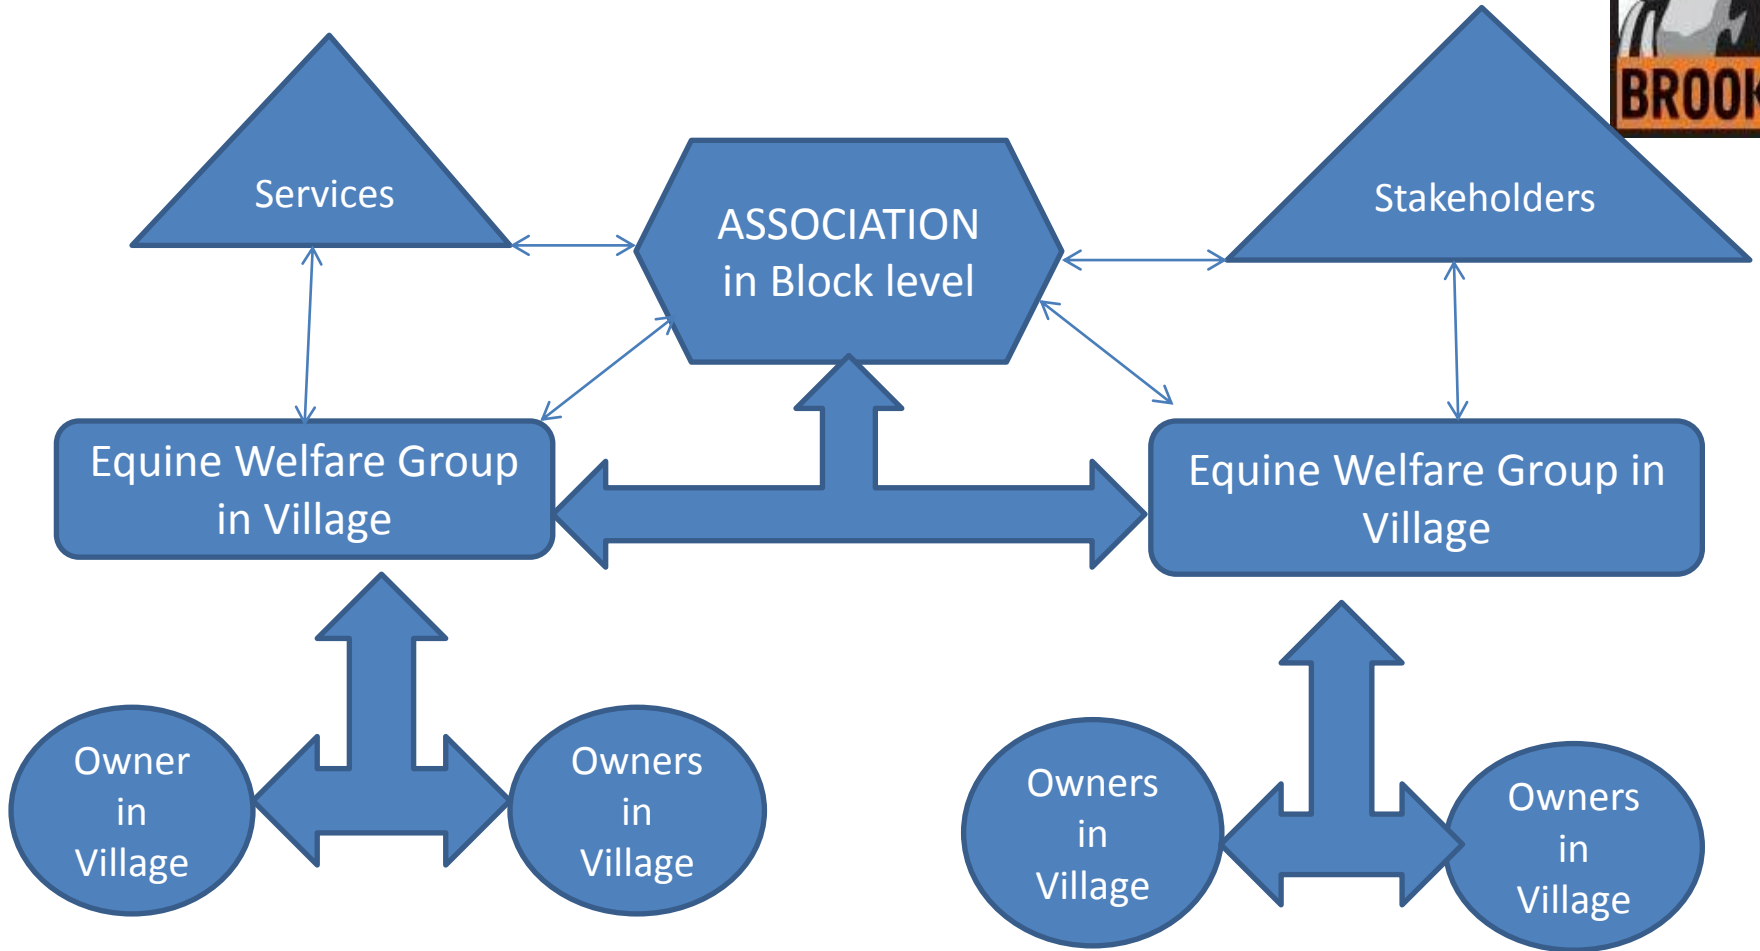 BROOK
Services
Stakeholders
ASSOCIATION
in Block level
Equine Welfare Group
in Village
Equine Welfare Group in
Village
Owner
in
Village
Owners
in
Village
Owners
in
Village
Owners
in
Village